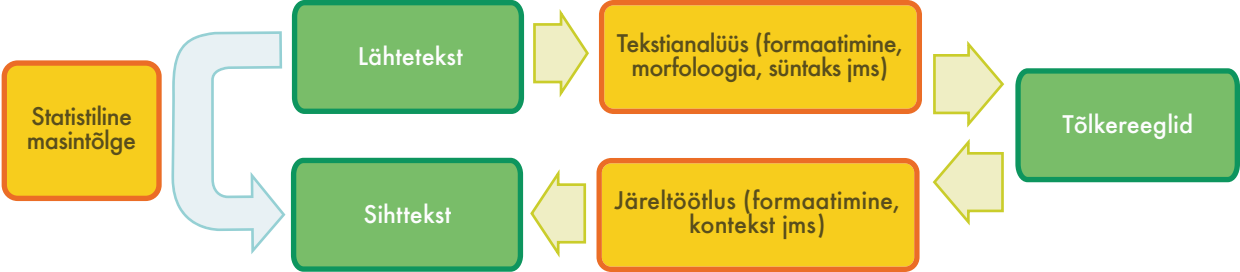 Statistiline
masintõlge
Lähtetekst
Tekstianalüüs (formaatimine,
morfoloogia, süntaks jms)
Tõlkereeglid
Järeltöötlus (formaatimine,
kontekst jms)
Sihttekst